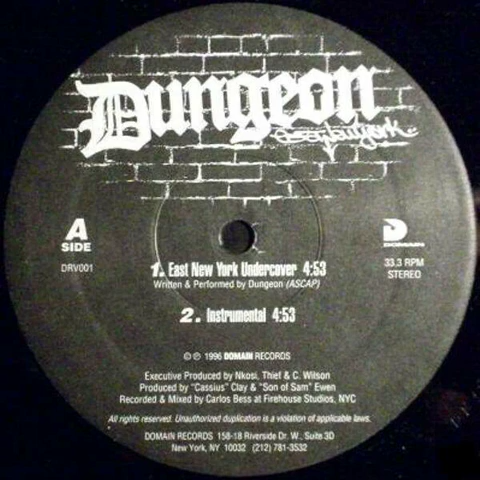 Dungeon
A
SIDE
DRV001
D
DOMAIN
33.3 RPM
STEREO
1. East New York Undercover 4:53
Written & Performed by Dungeon (ASCAP)
2. Instrumental 4:53
© ℗ 1996 DOMAIN RECORDS
Executive Produced by Nkosi, Thief & C. Wilson
Produced by "Cassius" Clay & "Son of Sam" Ewen
Recorded & Mixed by Carlos Bess at Firehouse Studios, NYC
All rights reserved. Unauthorized duplication is a violation of applicable laws.
DOMAIN RECORDS 158-18 Riverside Dr. W., Suite 3D
New York, NY 10032 (212) 781-3532